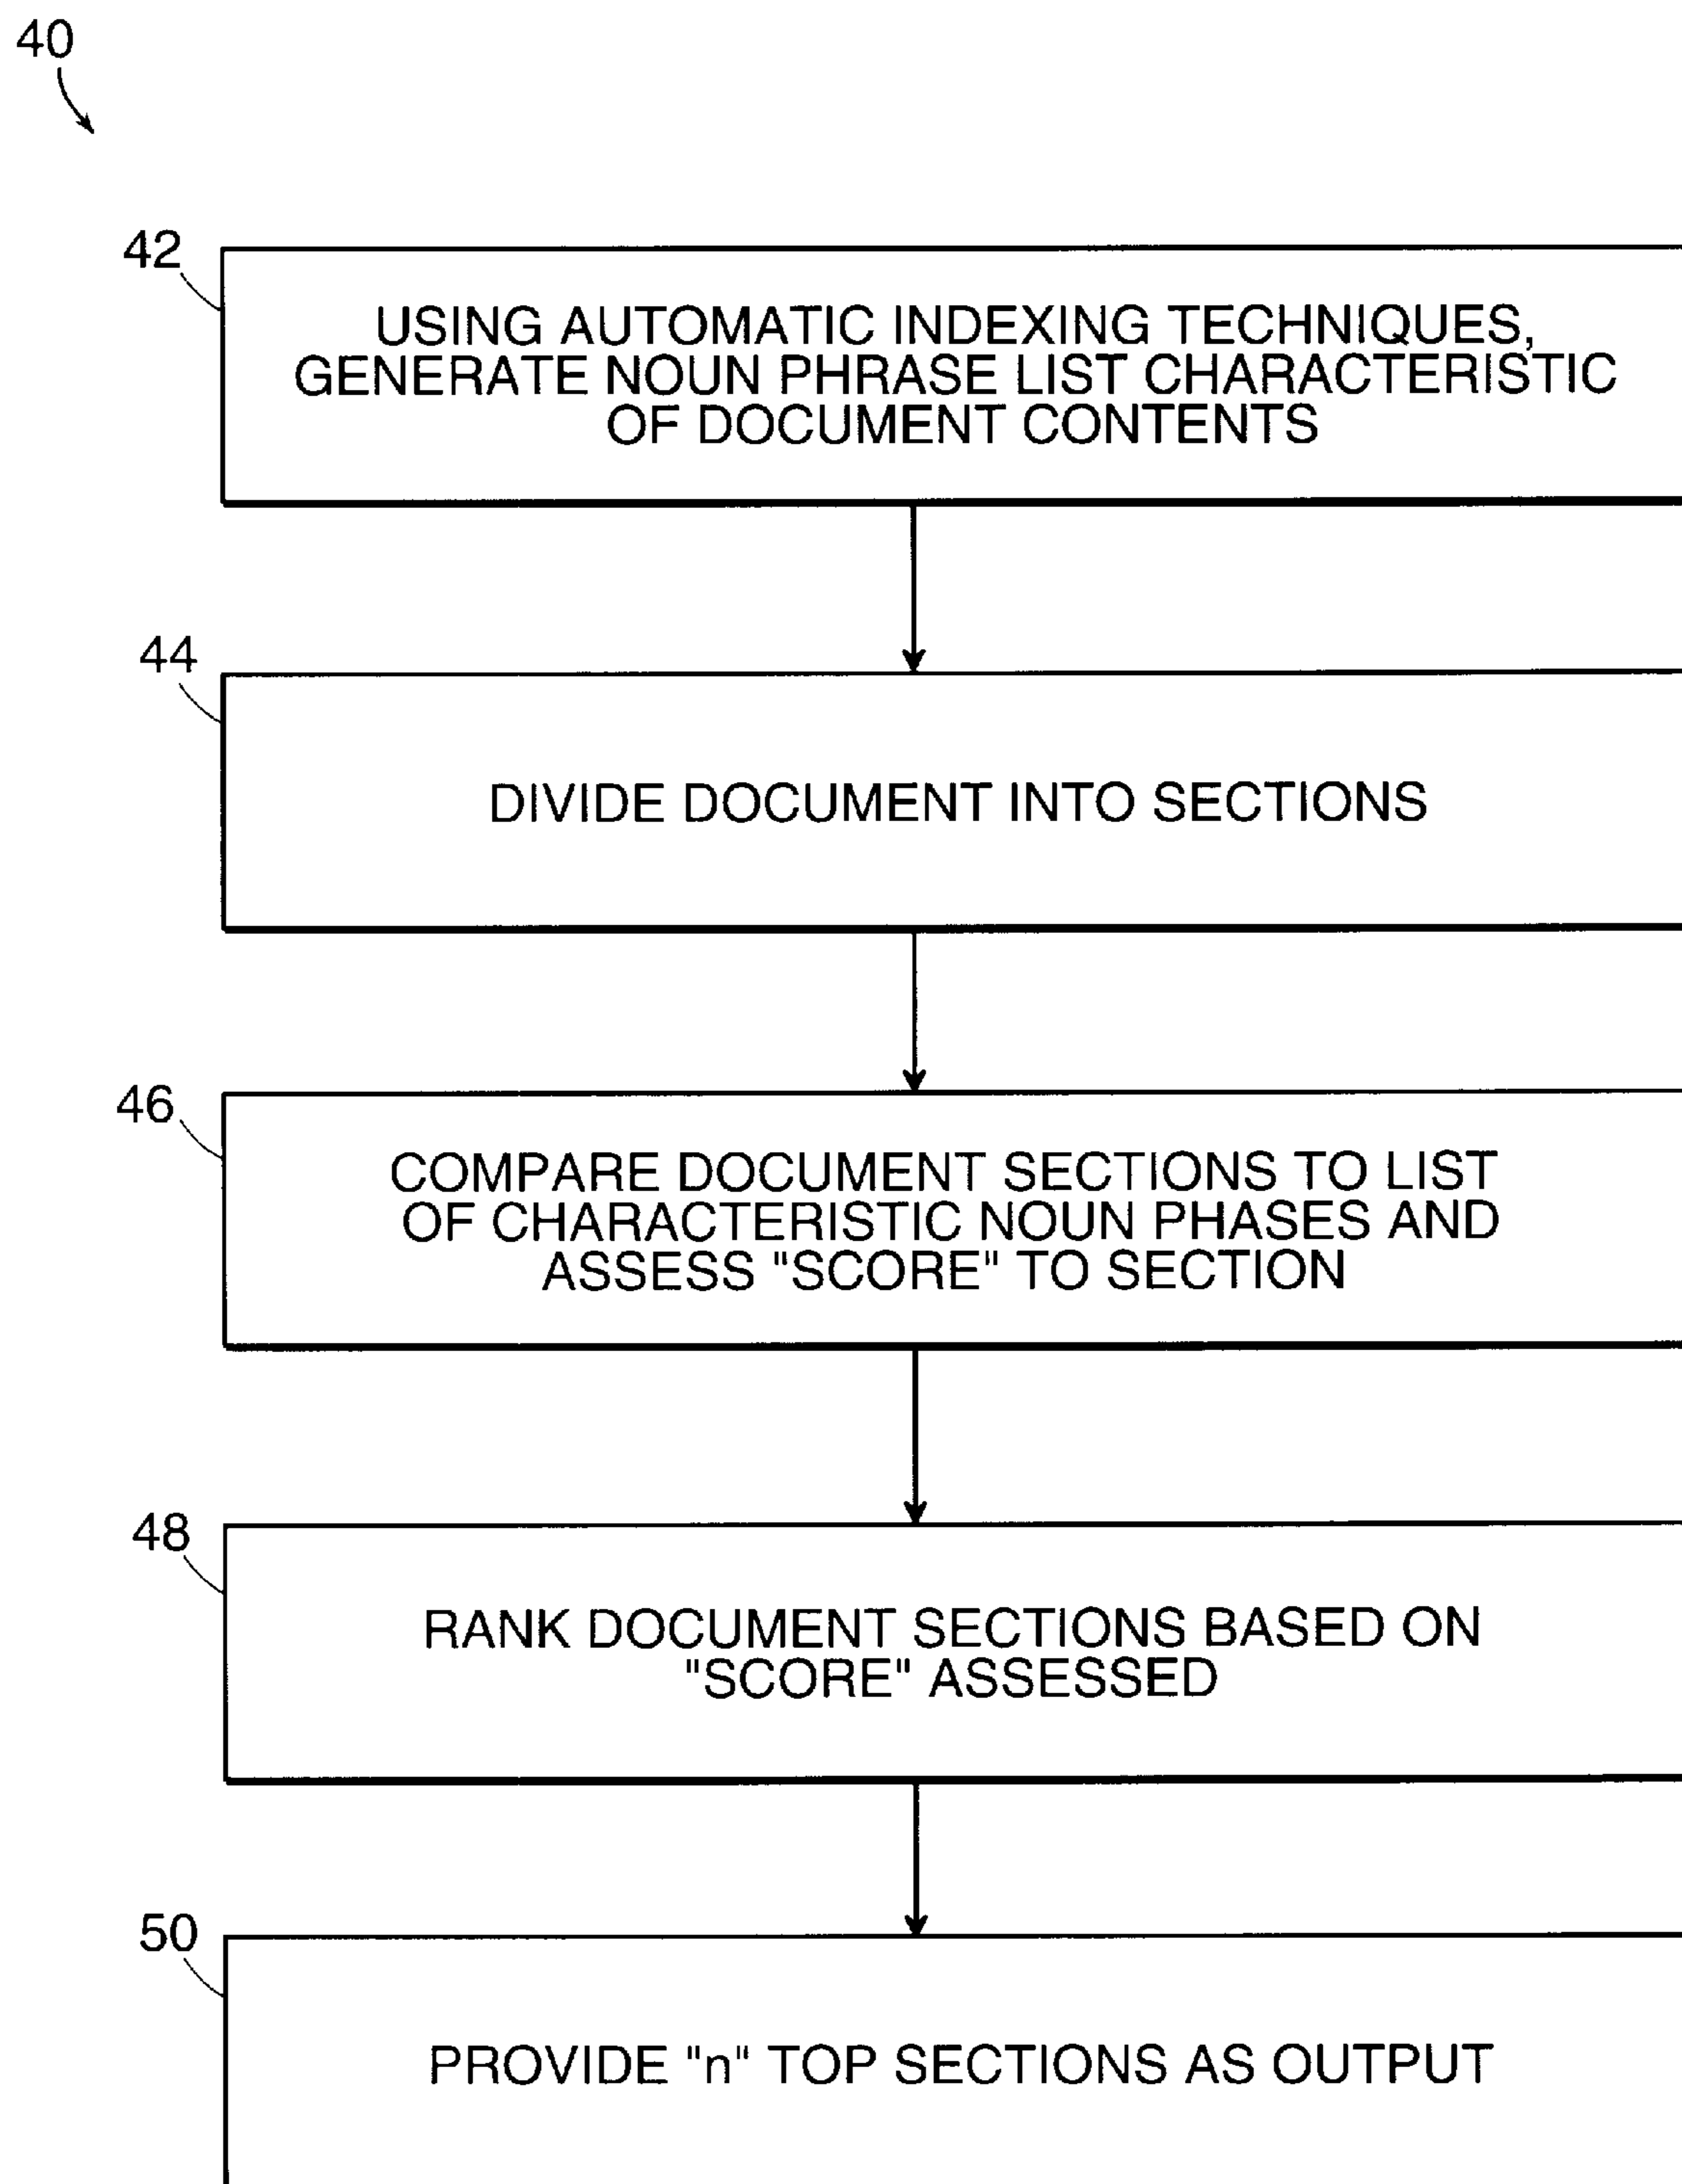 40
42
USING AUTOMATIC INDEXING TECHNIQUES,
GENERATE NOUN PHRASE LIST CHARACTERISTIC
OF DOCUMENT CONTENTS
44
DIVIDE DOCUMENT INTO SECTIONS
46
COMPARE DOCUMENT SECTIONS TO LIST
OF CHARACTERISTIC NOUN PHASES AND
ASSESS "SCORE" TO SECTION
48
RANK DOCUMENT SECTIONS BASED ON
"SCORE" ASSESSED
50
PROVIDE "n" TOP SECTIONS AS OUTPUT